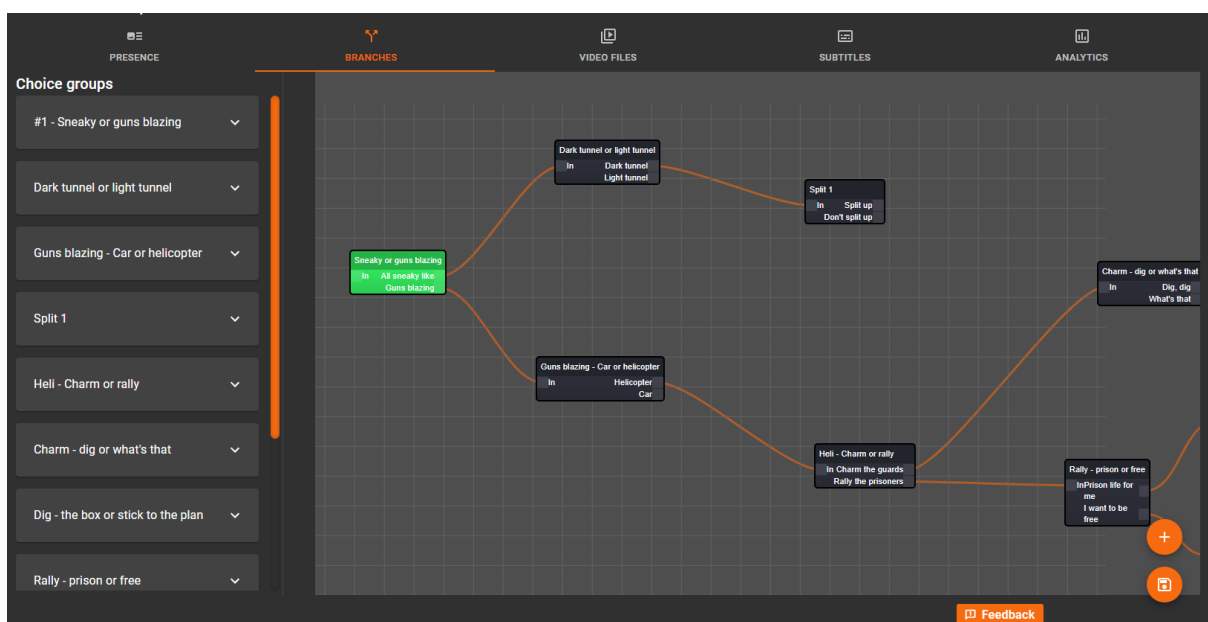 PRESENCE
BRANCHES
VIDEO FILES
SUBTITLES
ANALYTICS
Choice groups
#1 - Sneaky or guns blazing
Dark tunnel or light tunnel
Guns blazing - Car or helicopter
Split 1
Heli - Charm or rally
Charm - dig or what's that
Dig - the box or stick to the plan
Rally - prison or free
Dark tunnel or light tunnel
In Dark tunnel
Light tunnel
Split 1
In Split up
Don't split up
Sneaky or guns blazing
In All sneaky like
Guns blazing
Charm - dig or what's that
In Dig, dig
What's that
Guns blazing - Car or helicopter
In Helicopter
Car
Heli - Charm or rally
In Charm the guards
Rally the prisoners
Rally - prison or free
In Prison life for
me
I want to be
free
+
Feedback